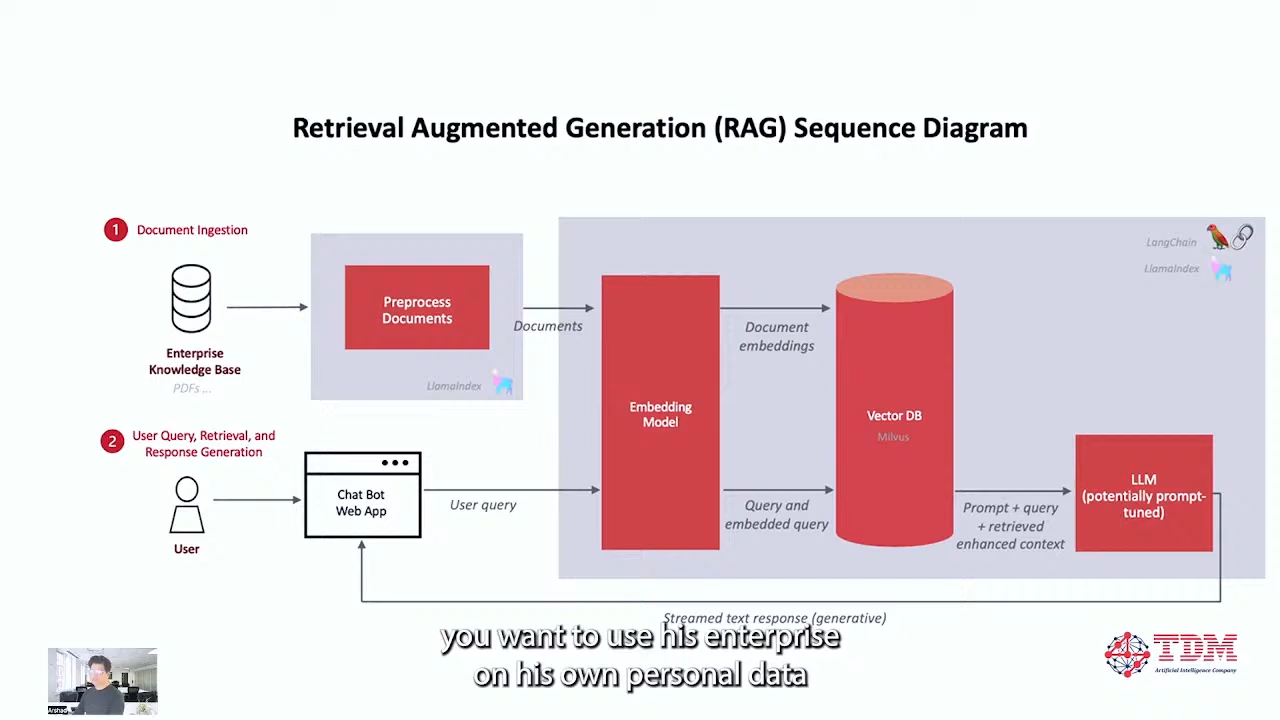 Retrieval Augmented Generation (RAG) Sequence Diagram
1
Document Ingestion
Enterprise
Knowledge Base
PDFs ...
Preprocess
Documents
LlamaIndex
Documents
LangChain
LlamaIndex
Embedding
Model
Document
embeddings
Vector DB
Milvus
2
User Query, Retrieval, and
Response Generation
User
Chat Bot
Web App
User query
Query and
embedded query
Prompt + query
+ retrieved
enhanced context
LLM
(potentially prompt-
tuned)
Streamed text response (generative)
you want to use his enterprise
on his own personal data
Arshad
TDM
Artificial Intelligence Company